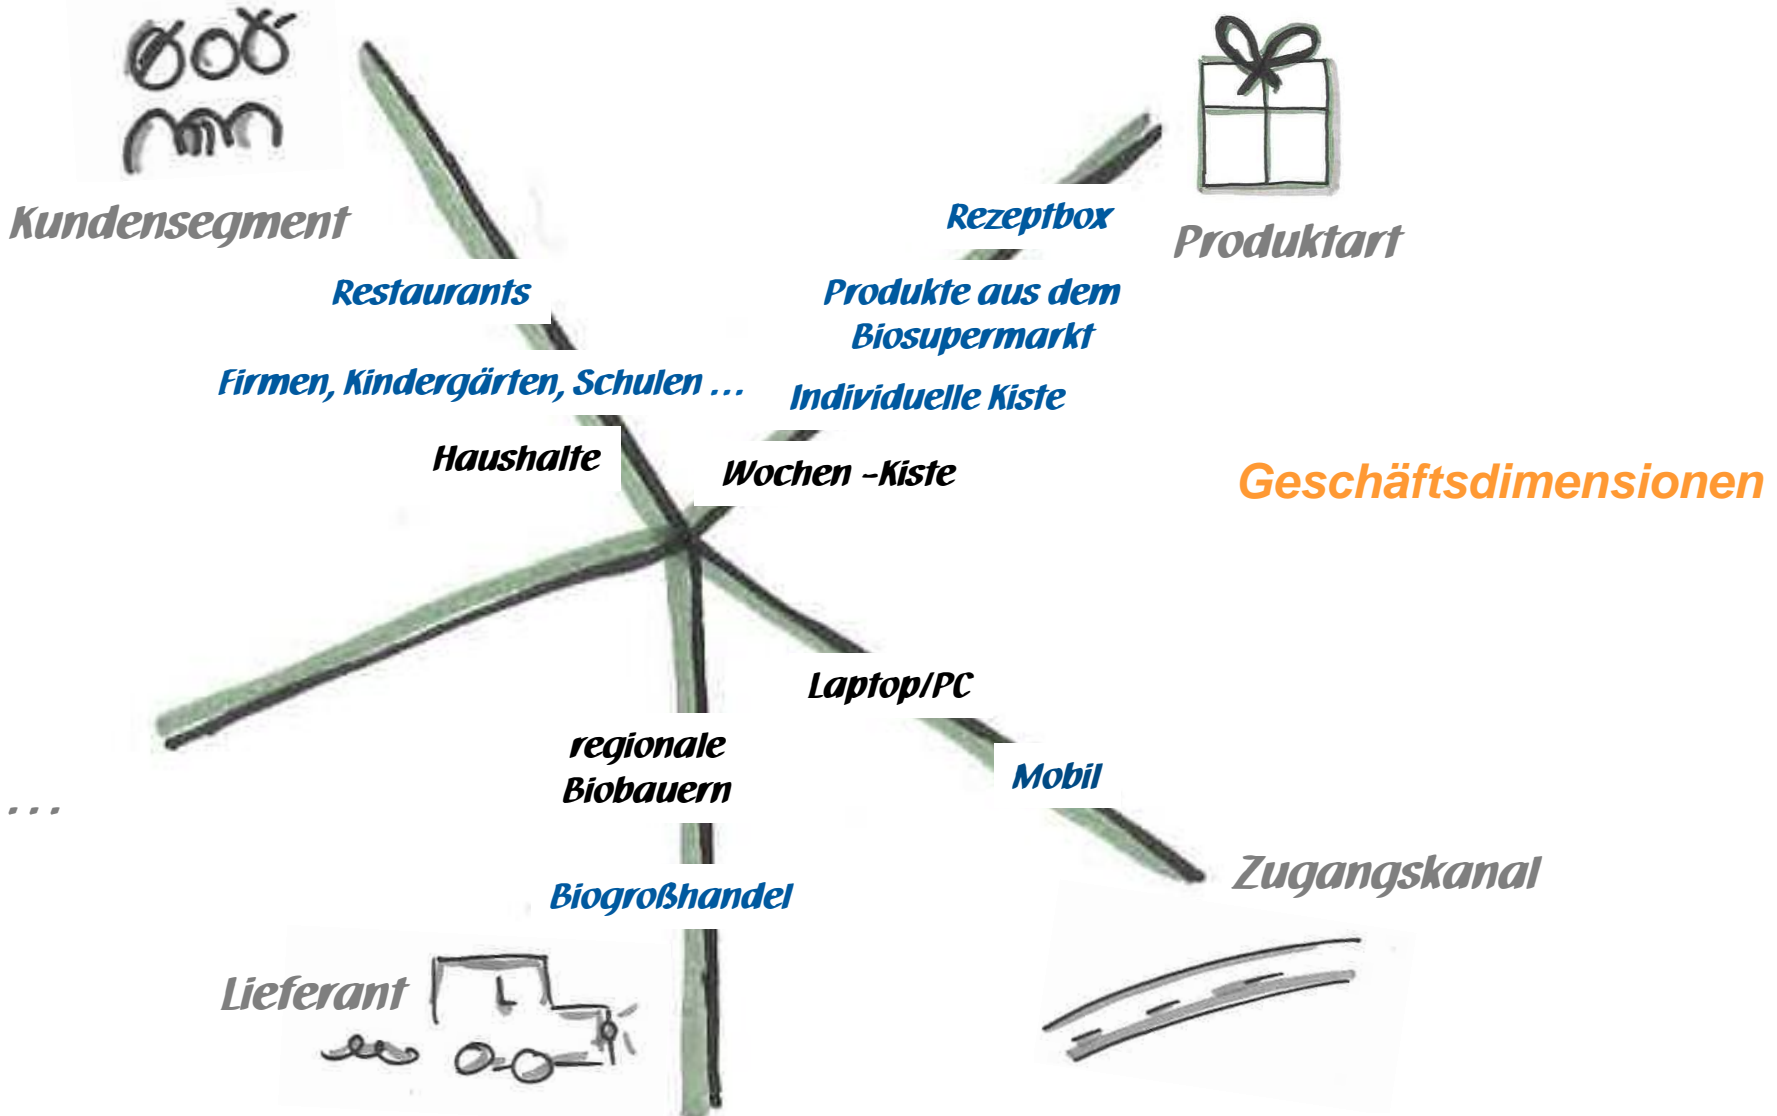 Kundensegment
Produktart
Rezeptbox
Restaurants
Produkte aus dem
Biosupermarkt
Firmen, Kindergärten, Schulen ...
Individuelle Kiste
Haushalte
Wochen -Kiste
Geschäftsdimensionen
Laptop/PC
regionale
Biobauern
Mobil
...
Zugangskanal
Biogroßhandel
Lieferant